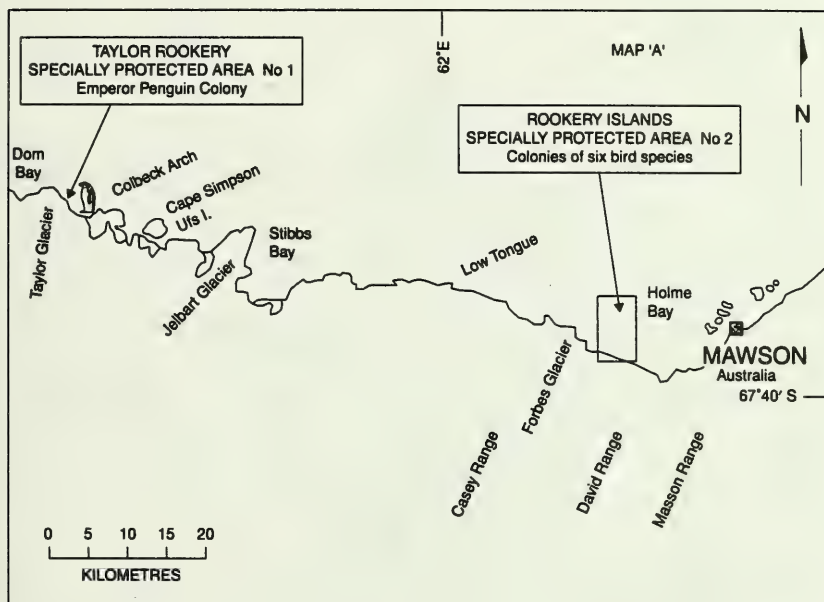 TAYLOR ROOKERY
SPECIALLY PROTECTED AREA No 1
Emperor Penguin Colony
62°E
MAP 'A'
N
ROOKERY ISLANDS
SPECIALLY PROTECTED AREA No 2
Colonies of six bird species
Dom
Bay
Colbeck Arch
Cape Simpson
Ufs I.
Taylor Glacier
Stibbs
Bay
Jelbart Glacier
Low Tongue
Holme
Bay
MAWSON
Australia
67°40' S
Forbes Glacier
Casey Range
David Range
Masson Range
0 5 10 15 20
KILOMETRES